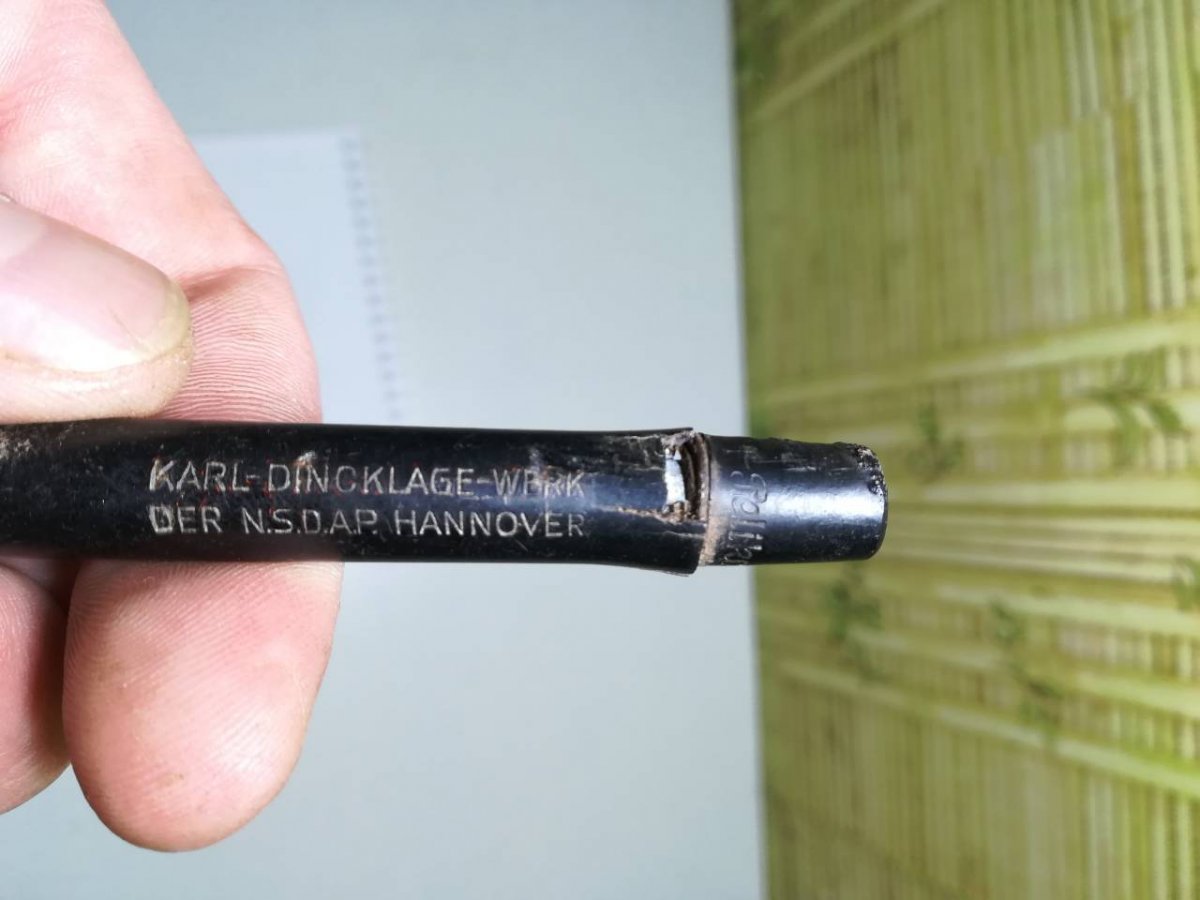 KARL-DINCKLAGE-WERK
DER N.S.D.A.P. HANNOVER